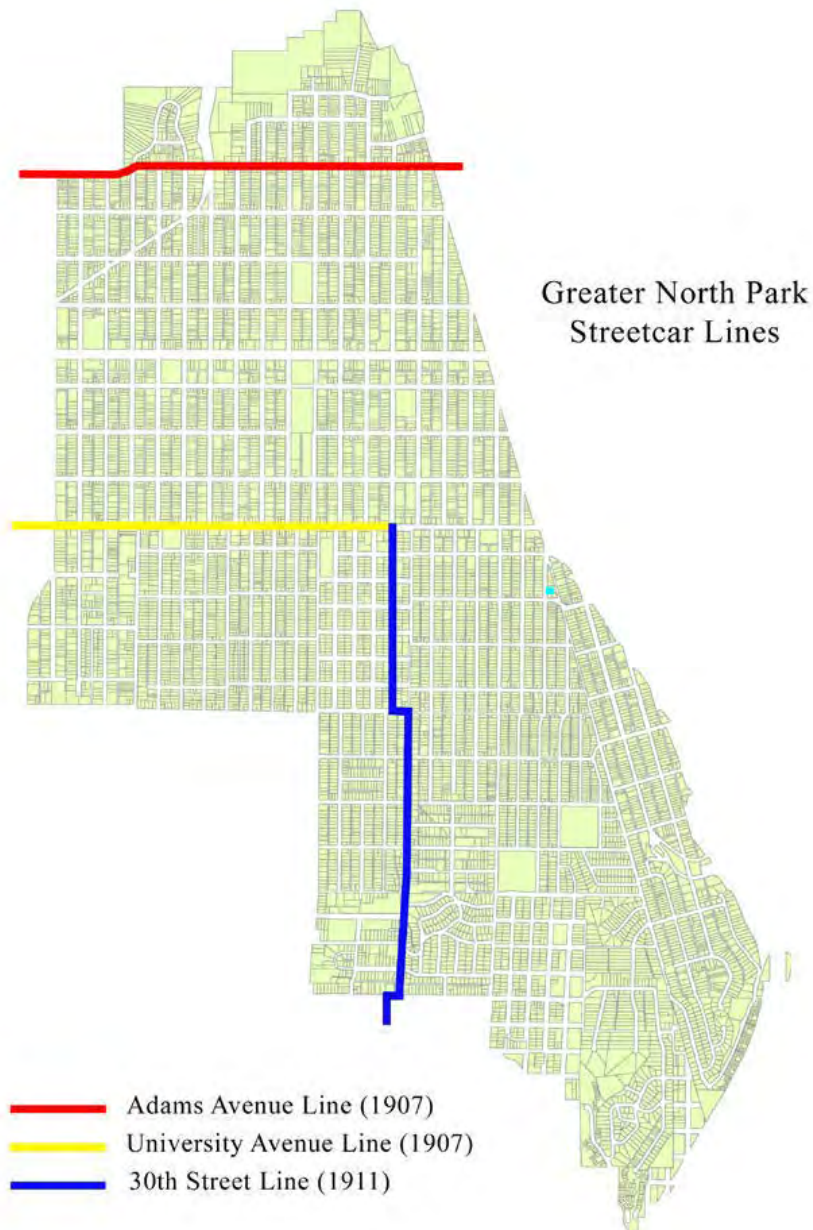 Greater North Park
Streetcar Lines
Adams Avenue Line (1907)
University Avenue Line (1907)
30th Street Line (1911)